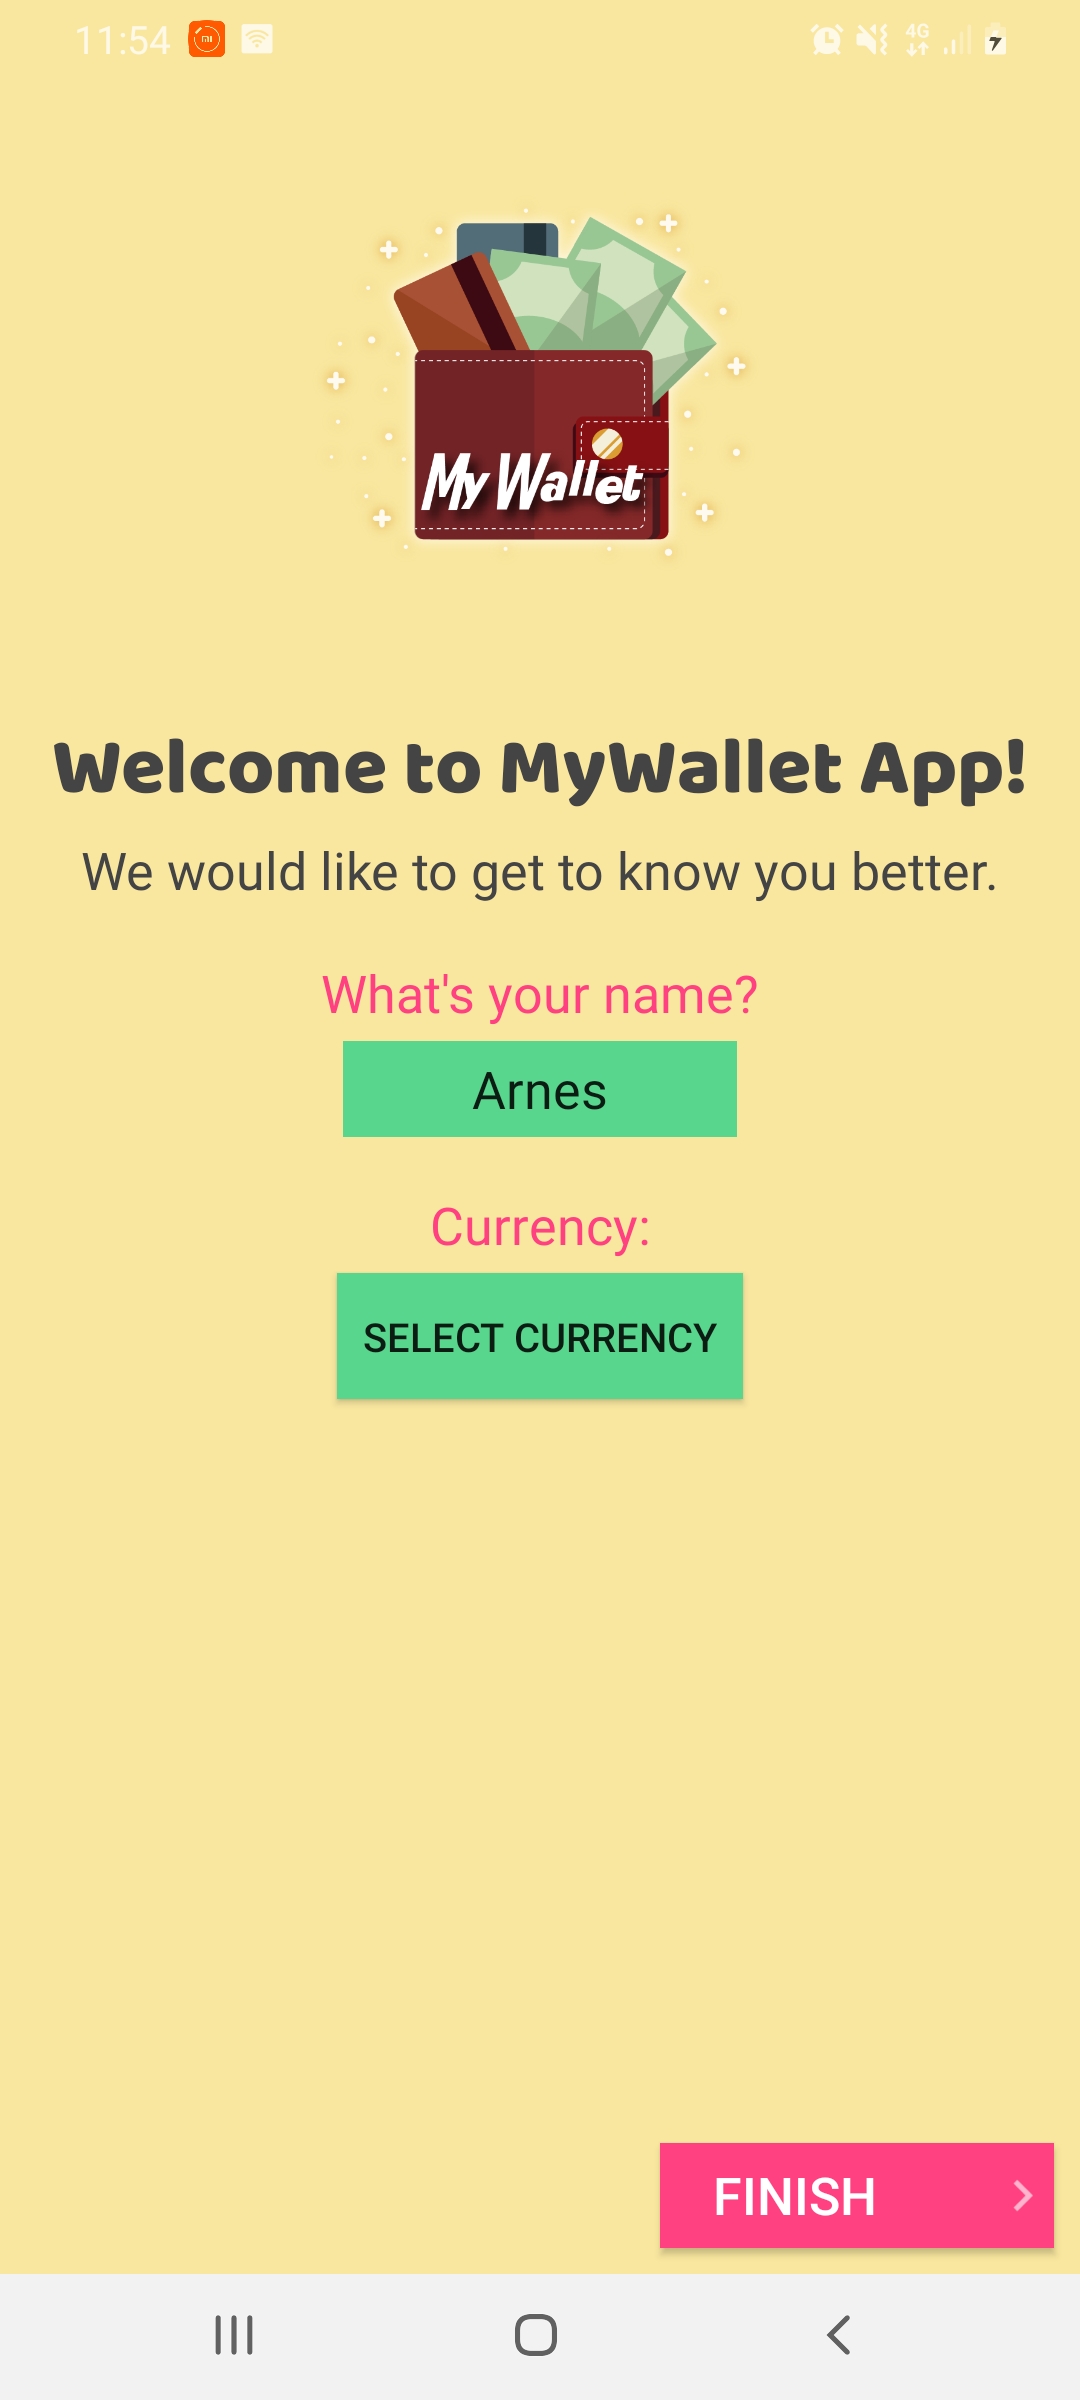 11:54
4G
My Wallet
Welcome to MyWallet App!
We would like to get to know you better.
What's your name?
Arnes
Currency:
SELECT CURRENCY
FINISH